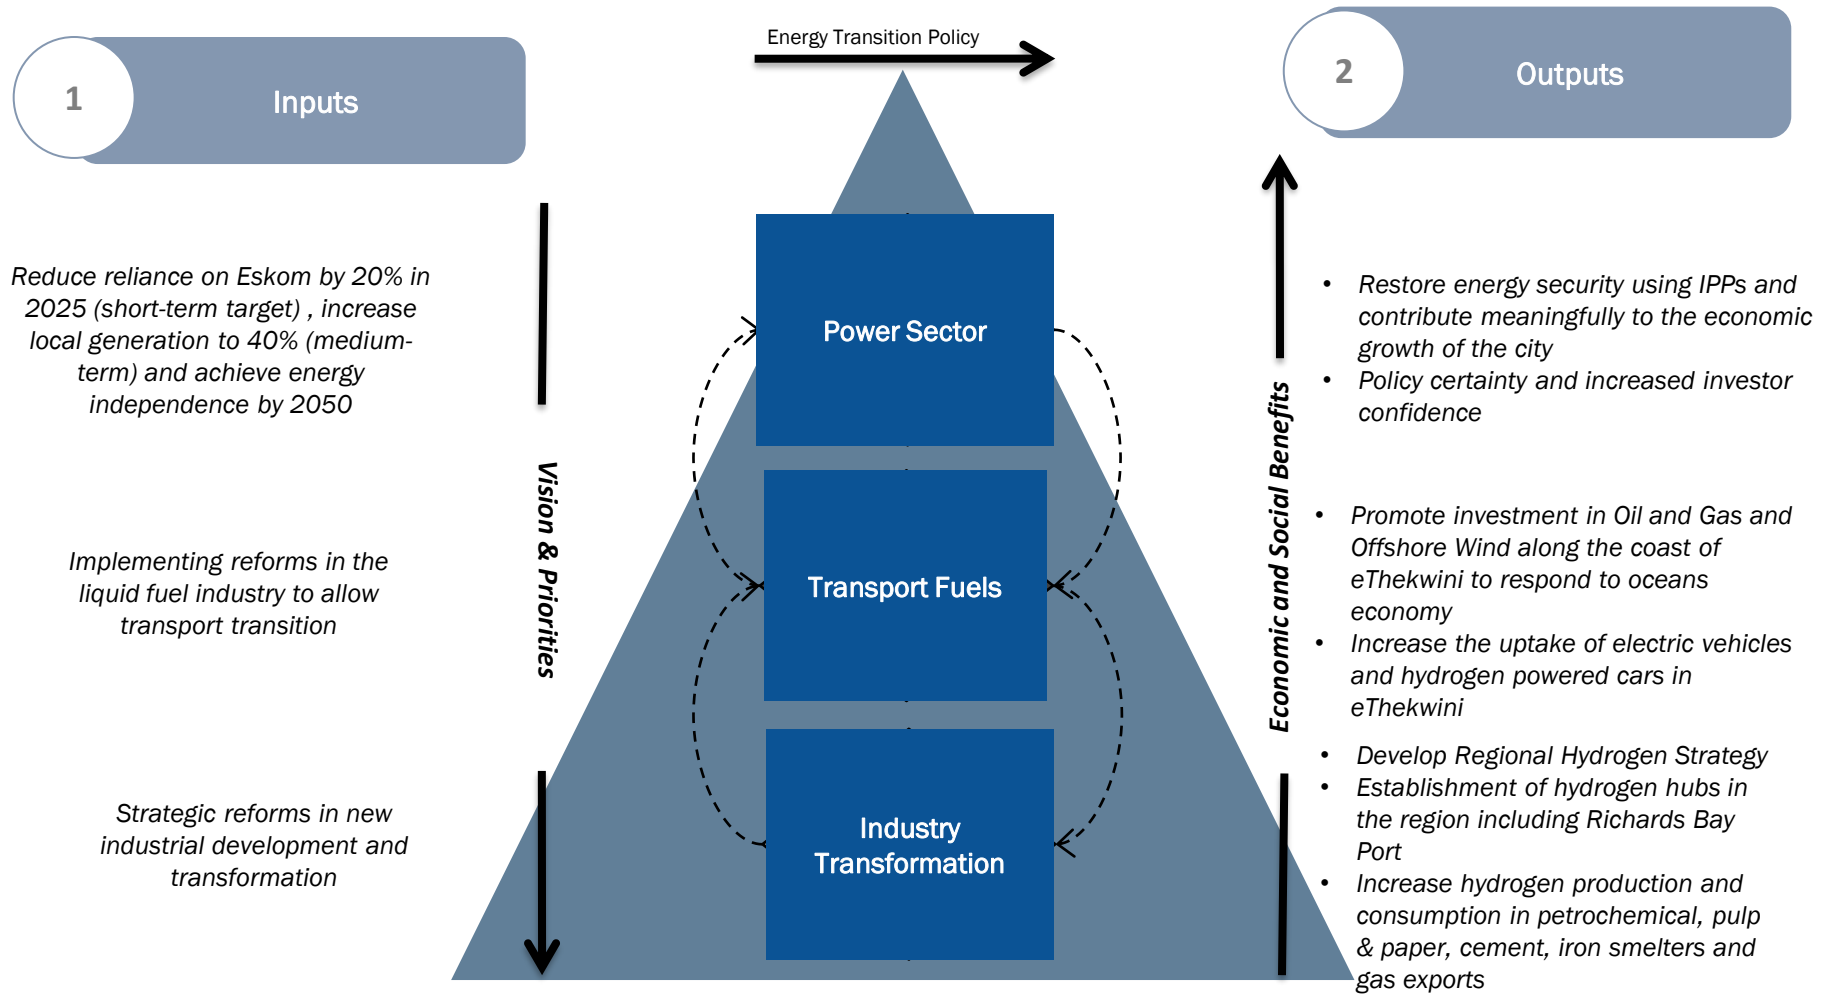 Energy Transition Policy
1
Inputs
2
Outputs
Reduce reliance on Eskom by 20% in
2025 (short-term target) , increase
local generation to 40% (medium-
term) and achieve energy
independence by 2050
Implementing reforms in the
liquid fuel industry to allow
transport transition
Strategic reforms in new
industrial development and
transformation
Vision & Priorities
Power Sector
Transport Fuels
Industry
Transformation
Economic and Social Benefits
• Restore energy security using IPPs and
contribute meaningfully to the economic
growth of the city
• Policy certainty and increased investor
confidence
• Promote investment in Oil and Gas and
Offshore Wind along the coast of
eThekwini to respond to oceans
economy
• Increase the uptake of electric vehicles
and hydrogen powered cars in
eThekwini
• Develop Regional Hydrogen Strategy
• Establishment of hydrogen hubs in
the region including Richards Bay
Port
• Increase hydrogen production and
consumption in petrochemical, pulp
& paper, cement, iron smelters and
gas exports